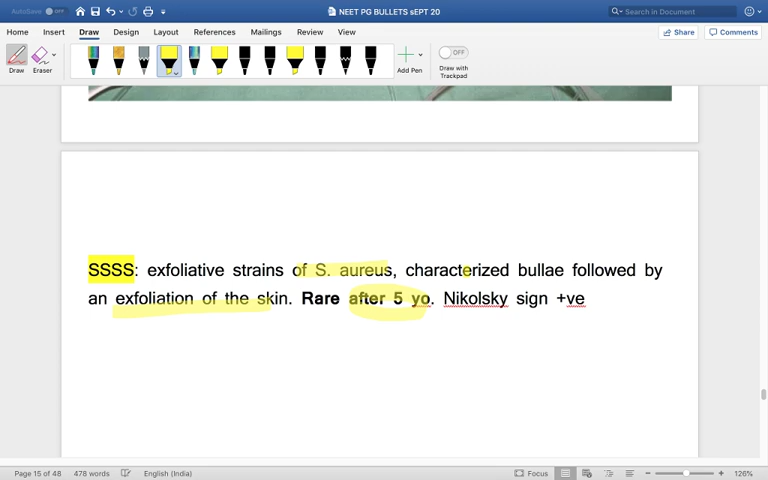 AutoSave OFF NEET PG BULLETS sEPT 20 Search in Document
Home Insert Draw Design Layout References Mailings Review View Share Comments
Draw Eraser Add Pen OFF Draw with Trackpad
SSSS: exfoliative strains of S. aureus, characterized bullae followed by
an exfoliation of the skin. Rare after 5 yo. Nikolsky sign +ve
Page 15 of 48 478 words English (India) Focus 126%